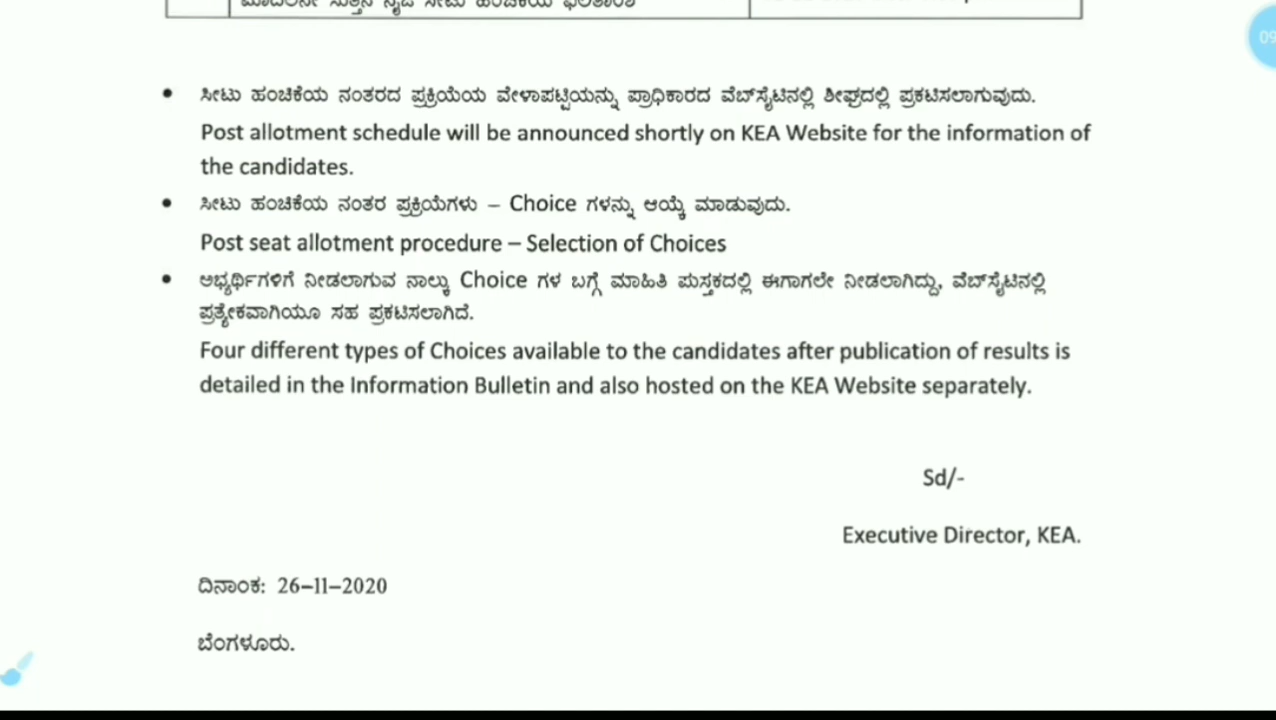 ಸೀಟು ಹಂಚಿಕೆಯ ನಂತರದ ಪ್ರಕ್ರಿಯೆಯ ವೇಳಾಪಟ್ಟಿಯನ್ನು ಪ್ರಾಧಿಕಾರದ ವೆಬ್‌ಸೈಟಿನಲ್ಲಿ ಶೀಘ್ರದಲ್ಲಿ ಪ್ರಕಟಿಸಲಾಗುವುದು.
Post allotment schedule will be announced shortly on KEA Website for the information of
the candidates.
ಸೀಟು ಹಂಚಿಕೆಯ ನಂತರ ಪ್ರಕ್ರಿಯೆಗಳು – Choice ಗಳನ್ನು ಆಯ್ಕೆ ಮಾಡುವುದು.
Post seat allotment procedure – Selection of Choices
ಅಭ್ಯರ್ಥಿಗಳಿಗೆ ನೀಡಲಾಗುವ ನಾಲ್ಕು Choice ಗಳ ಬಗ್ಗೆ ಮಾಹಿತಿ ಪುಸ್ತಕದಲ್ಲಿ ಈಗಾಗಲೇ ನೀಡಲಾಗಿದ್ದು, ವೆಬ್‌ಸೈಟಿನಲ್ಲಿ
ಪ್ರತ್ಯೇಕವಾಗಿಯೂ ಸಹ ಪ್ರಕಟಿಸಲಾಗಿದೆ.
Four different types of Choices available to the candidates after publication of results is
detailed in the Information Bulletin and also hosted on the KEA Website separately.
Sd/-
Executive Director, KEA.
ದಿನಾಂಕ: 26–11–2020
ಬೆಂಗಳೂರು.
09